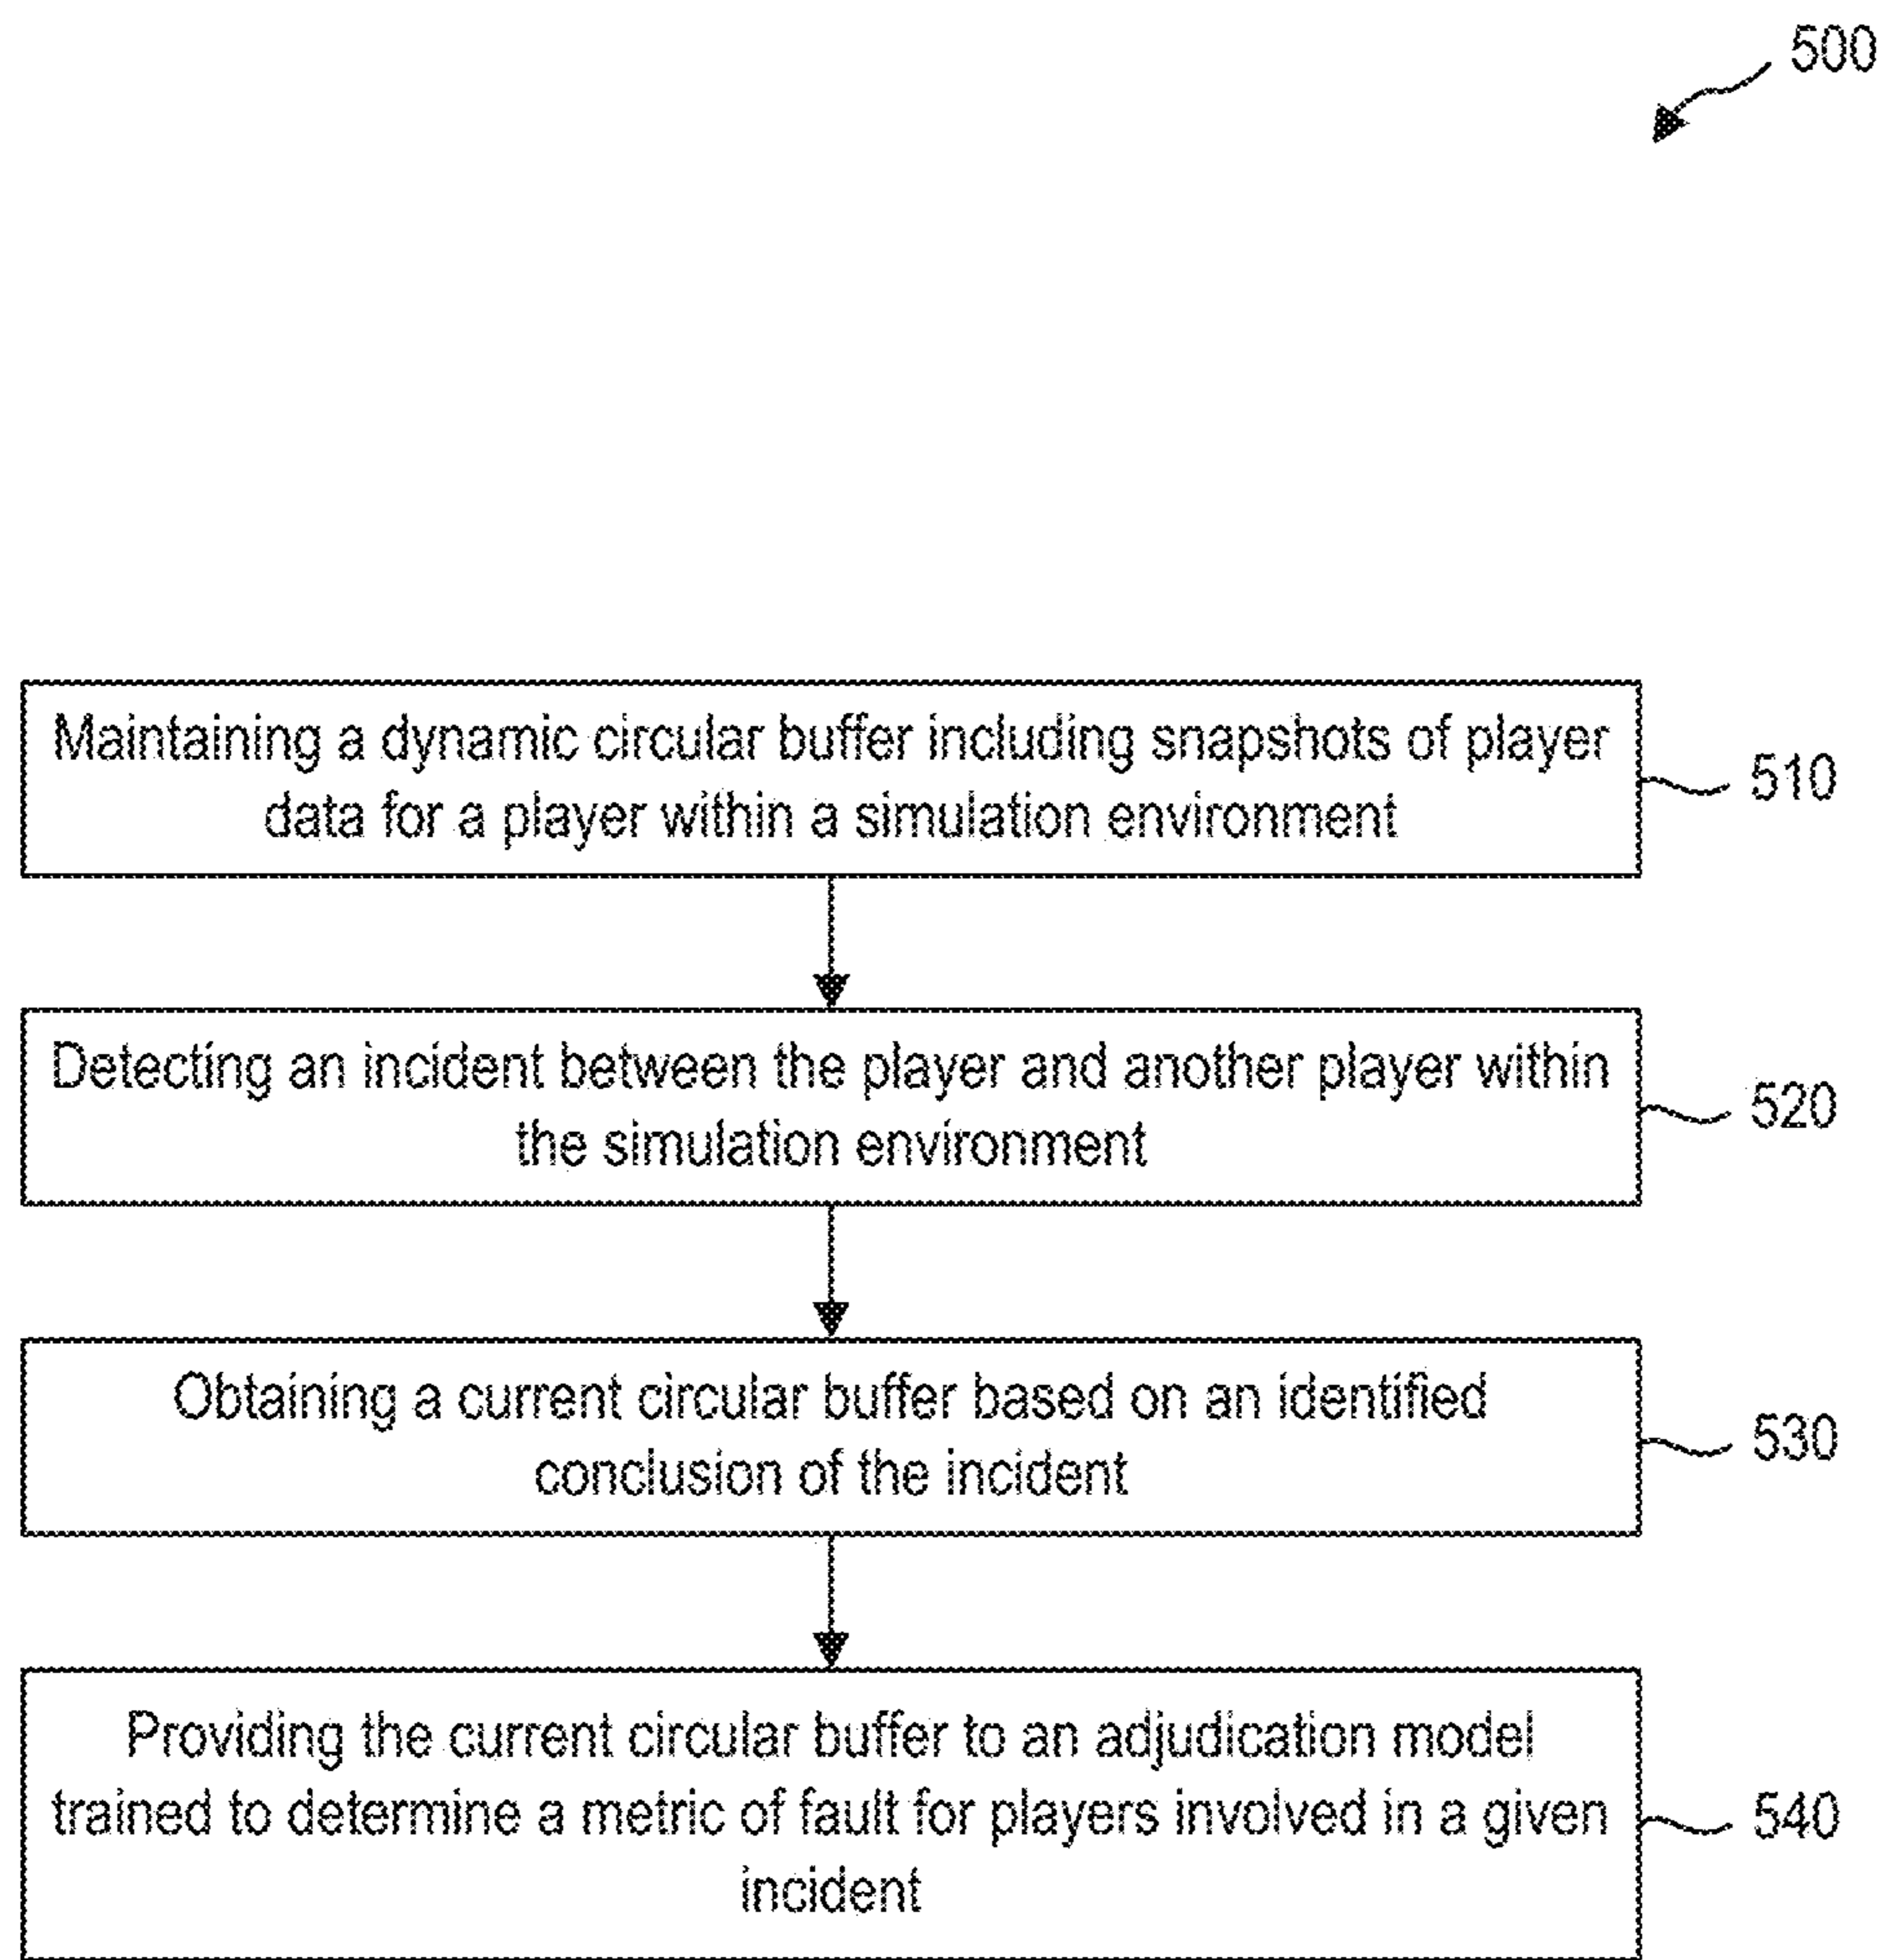 500
Maintaining a dynamic circular buffer including snapshots of player
data for a player within a simulation environment
510
Detecting an incident between the player and another player within
the simulation environment
520
Obtaining a current circular buffer based on an identified
conclusion of the incident
530
Providing the current circular buffer to an adjudication model
trained to determine a metric of fault for players involved in a given
incident
540